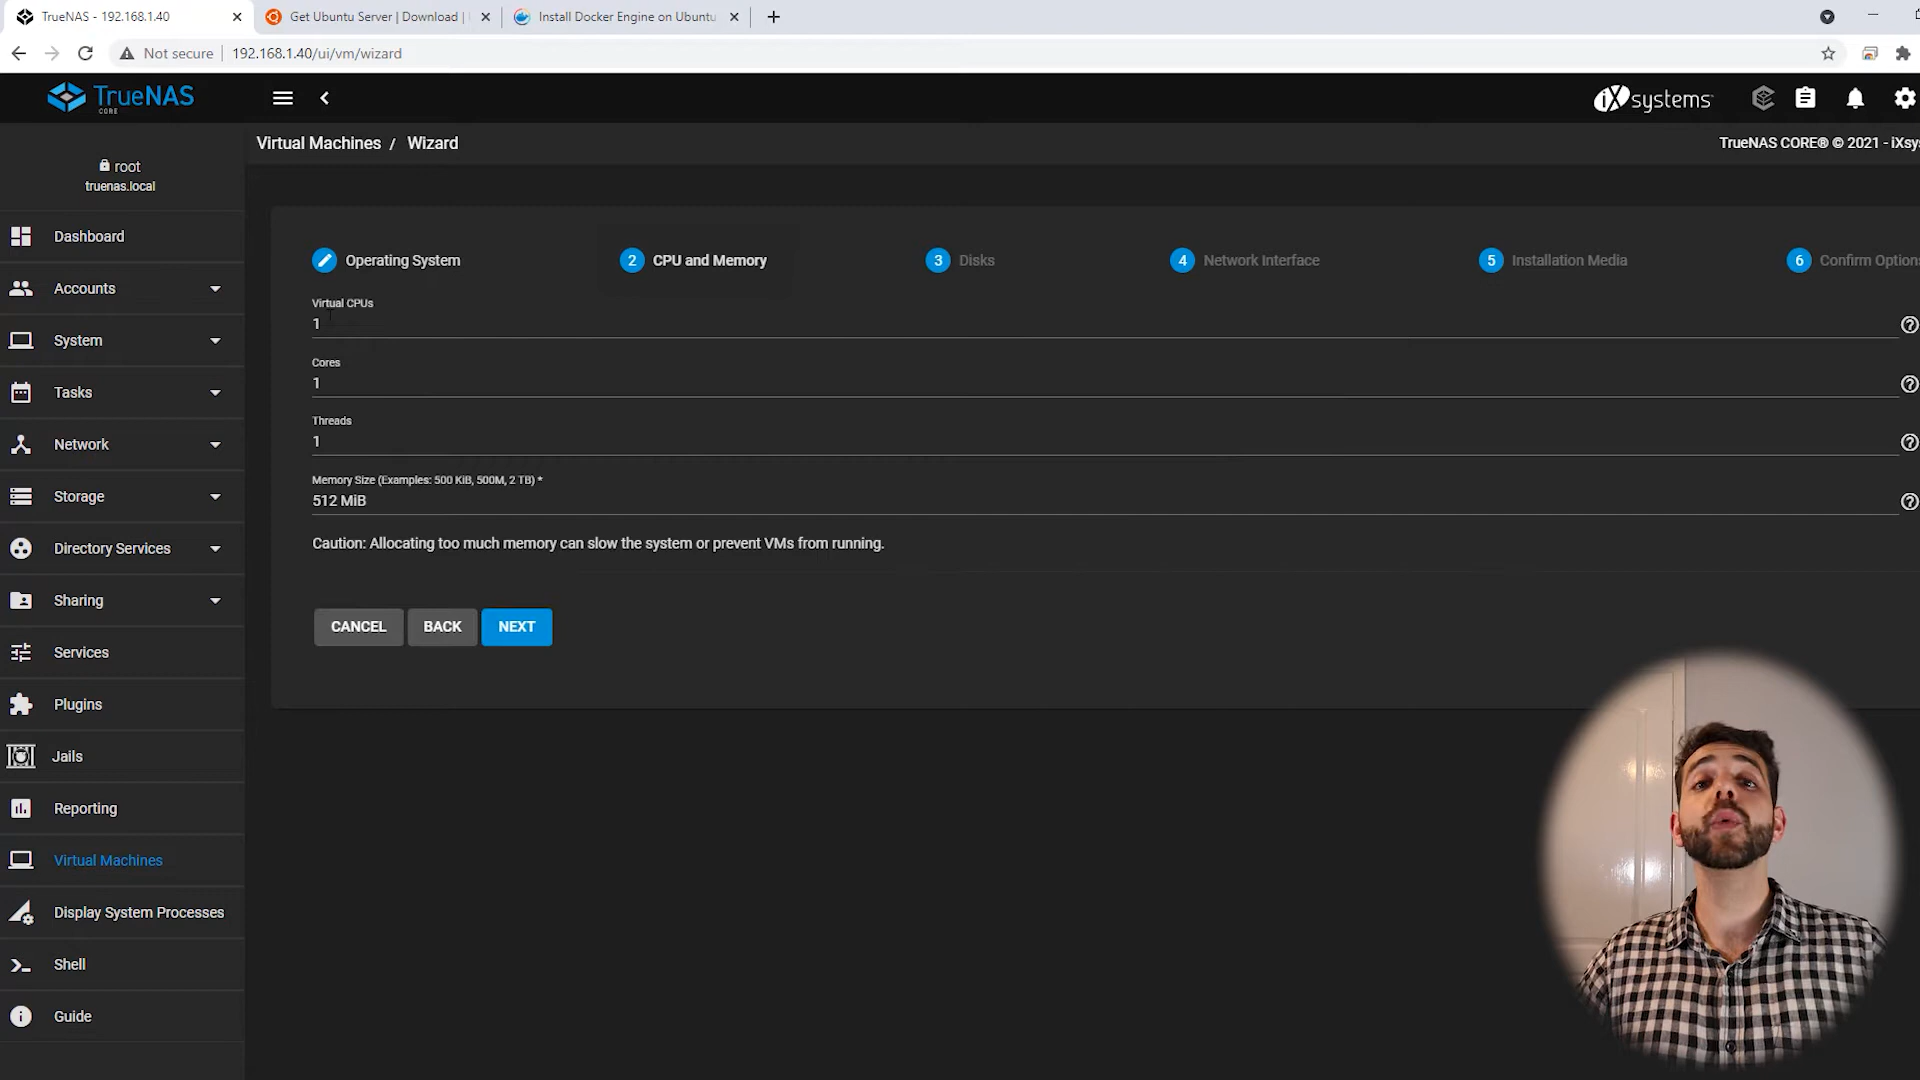 TrueNAS - 192.168.1.40
Get Ubuntu Server | Download |
Install Docker Engine on Ubuntu
Not secure
192.168.1.40/ui/vm/wizard
TrueNAS
CORE
iXsystems
Virtual Machines / Wizard
TrueNAS CORE® © 2021 - iXsys
root
truenas.local
Dashboard
Accounts
System
Tasks
Network
Storage
Directory Services
Sharing
Services
Plugins
Jails
Reporting
Virtual Machines
Display System Processes
Shell
Guide
Operating System
2 CPU and Memory
3 Disks
4 Network Interface
5 Installation Media
6 Confirm Options
Virtual CPUs
1
Cores
1
Threads
1
Memory Size (Examples: 500 KiB, 500M, 2 TB) *
512 MiB
Caution: Allocating too much memory can slow the system or prevent VMs from running.
CANCEL
BACK
NEXT